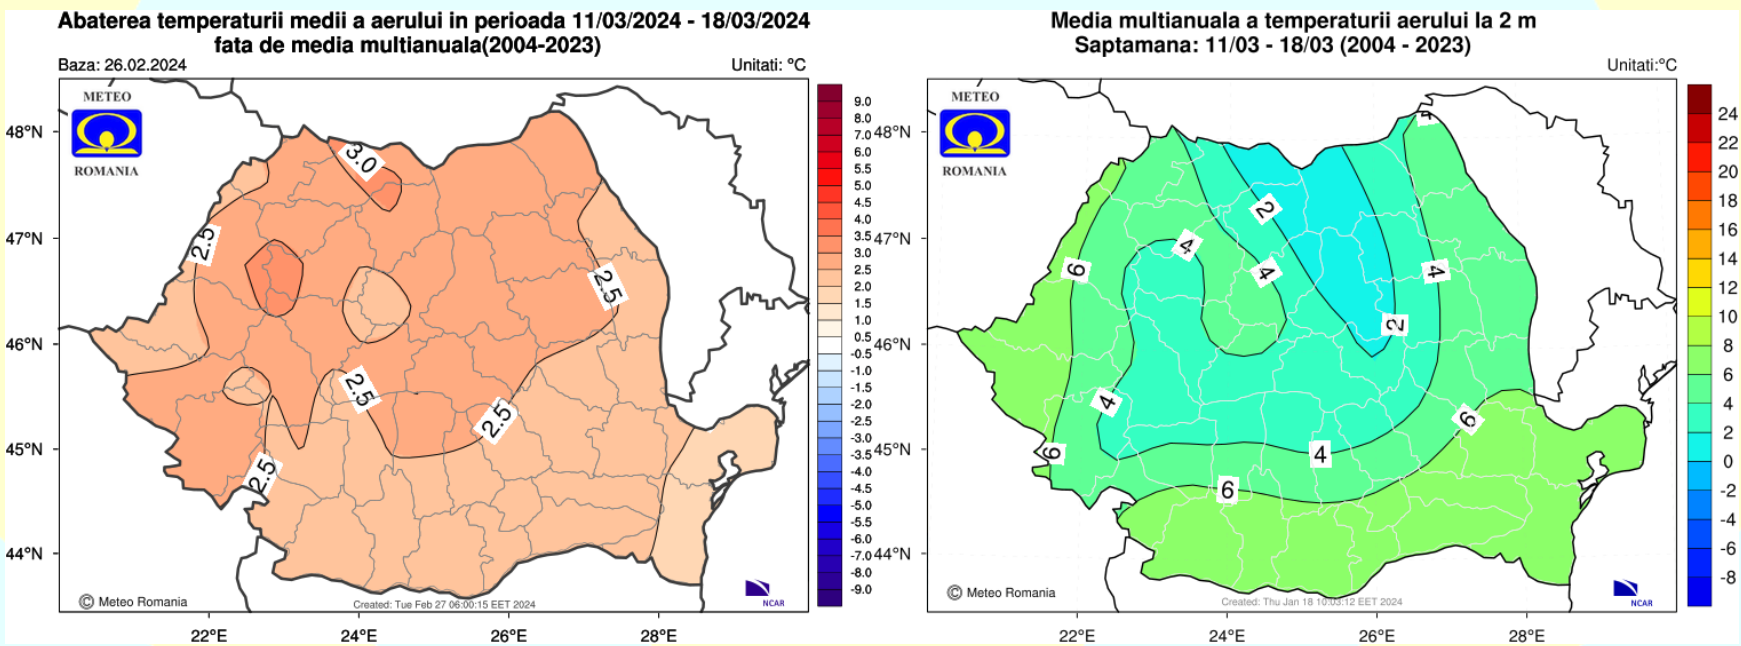 Abaterea temperaturii medii a aerului in perioada 11/03/2024 - 18/03/2024
fata de media multianuala(2004-2023)
Baza: 26.02.2024
Unitati: °C
METEO
ROMANIA
48°N
47°N
46°N
45°N
44°N
3.0
2.5
2.5
2.5
2.5
2.5
9.0
8.0
7.0
6.0
5.5
5.0
4.5
4.0
3.5
3.0
2.5
2.0
1.5
1.0
0.5
-0.5
-1.0
-1.5
-2.0
-2.5
-3.0
-3.5
-4.0
-4.5
-5.0
-5.5
-6.0
-7.0
-8.0
-9.0
© Meteo Romania
Created: Tue Feb 27 06:00:15 EET 2024
NCAR
22°E
24°E
26°E
28°E
Media multianuala a temperaturii aerului la 2 m
Saptamana: 11/03 - 18/03 (2004 - 2023)
Unitati:°C
METEO
ROMANIA
48°N
47°N
46°N
45°N
44°N
4
2
4
6
4
4
2
4
6
6
4
6
24
22
20
18
16
14
12
10
8
6
4
2
0
-2
-4
-6
-8
© Meteo Romania
Created: Thu Jan 18 10:03:12 EET 2024
NCAR
22°E
24°E
26°E
28°E